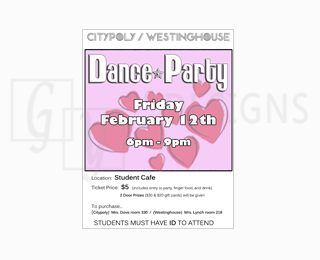 CITYPOLY / WESTINGHOUSE
Dance★Party
Friday
February 12th
6pm - 9pm
Location: Student Cafe
Ticket Price: $5 (includes entry to party, finger food, and drink)
2 Door Prizes ($30 & $20 gift cards) will be given
To purchase...
(Citypoly) Mrs. Dove room 330 / (Westinghouse) Mrs. Lynch room 218
STUDENTS MUST HAVE ID TO ATTEND